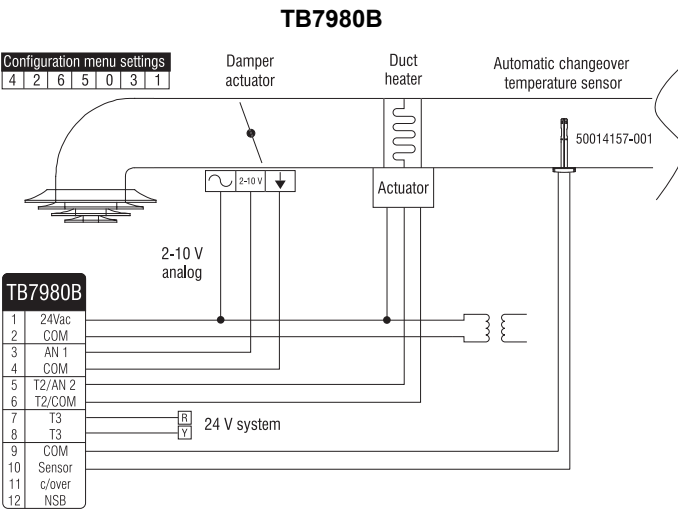 TB7980B
Configuration menu settings
4 2 6 5 0 3 1
Damper
actuator
Duct
heater
Automatic changeover
temperature sensor
50014157-001
2-10 V
Actuator
2-10 V
analog
TB7980B
1 24Vac
2 COM
3 AN 1
4 COM
5 T2/AN 2
6 T2/COM
7 T3
8 T3
9 COM
10 Sensor
11 c/over
12 NSB
R
Y
24 V system